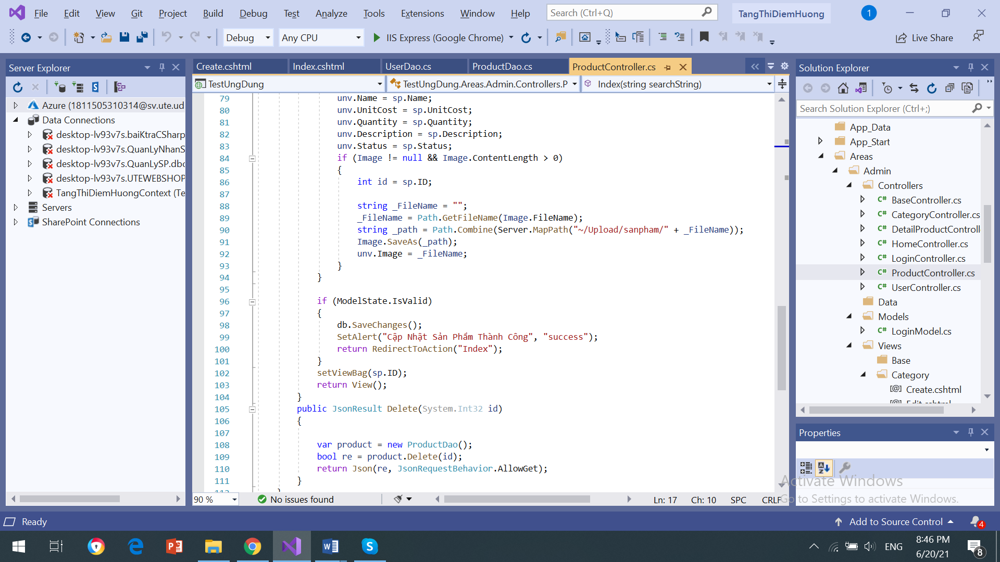 File Edit View Git Project Build Debug Test Analyze Tools Extensions Window Help Search (Ctrl+Q) TangThiDiemHuong 1
Debug Any CPU IIS Express (Google Chrome) Live Share
Server Explorer
Azure (1811505310314@sv.ute.ud
Data Connections
desktop-lv93v7s.baiKtraCSharp
desktop-lv93v7s.QuanLyNhanS
desktop-lv93v7s.QuanLySP.dbo
desktop-lv93v7s.UTEWEBSHOP
TangThiDiemHuongContext (Te
Servers
SharePoint Connections
Create.cshtml Index.cshtml UserDao.cs ProductDao.cs ProductController.cs
TestUngDung TestUngDung.Areas.Admin.Controllers.P Index(string searchString)
79 unv.Name = sp.Name;
80 unv.UnitCost = sp.UnitCost;
81 unv.Quantity = sp.Quantity;
82 unv.Description = sp.Description;
83 unv.Status = sp.Status;
84 if (Image != null && Image.ContentLength > 0)
85 {
86 int id = sp.ID;
87
88 string _FileName = "";
89 _FileName = Path.GetFileName(Image.FileName);
90 string _path = Path.Combine(Server.MapPath("~/Upload/sanpham/" + _FileName));
91 Image.SaveAs(_path);
92 unv.Image = _FileName;
93 }
94 }
95
96 if (ModelState.IsValid)
97 {
98 db.SaveChanges();
99 SetAlert("Cập Nhật Sản Phẩm Thành Công", "success");
100 return RedirectToAction("Index");
101 }
102 setViewBag(sp.ID);
103 return View();
104 }
105 public JsonResult Delete(System.Int32 id)
106 {
107
108 var product = new ProductDao();
109 bool re = product.Delete(id);
110 return Json(re, JsonRequestBehavior.AllowGet);
111 }
90 % No issues found Ln: 17 Ch: 10 SPC CRLF
Solution Explorer
Search Solution Explorer (Ctrl+;)
App_Data
App_Start
Areas
Admin
Controllers
C# BaseController.cs
C# CategoryController.cs
C# DetailProductControll
C# HomeController.cs
C# LoginController.cs
C# ProductController.cs
C# UserController.cs
Data
Models
C# LoginModel.cs
Views
Base
Category
[@] Create.cshtml
[@] Edit.cshtml
Properties
Activate Windows
Go to Settings to activate Windows.
Ready Add to Source Control 4
ENG 8:46 PM
6/20/21 8